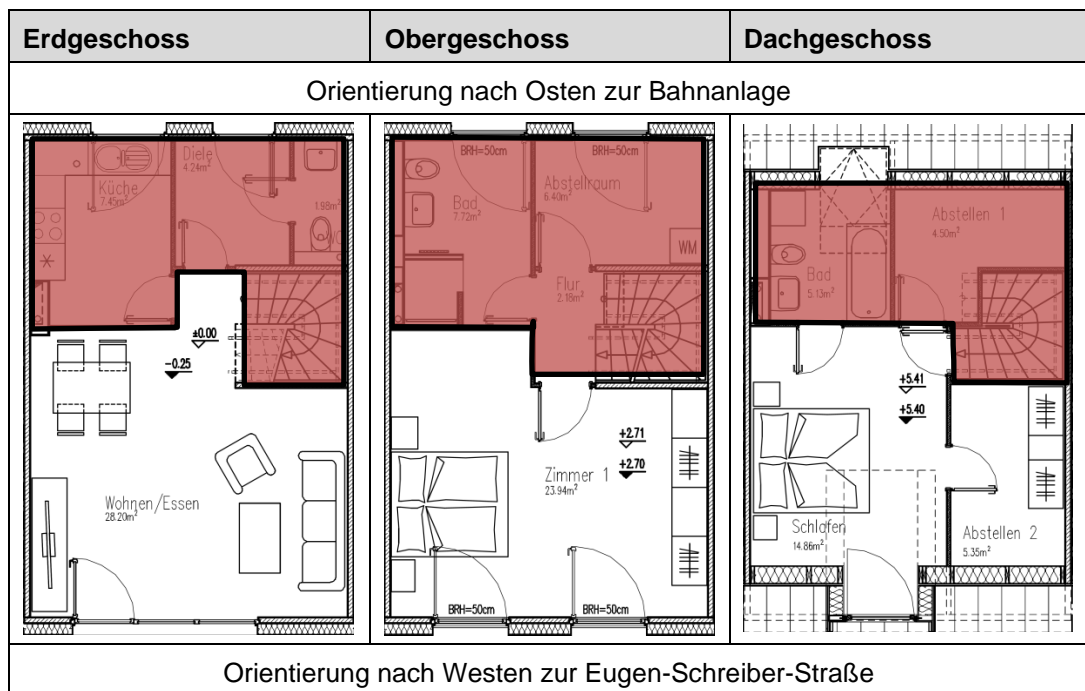 Erdgeschoss
Obergeschoss
Dachgeschoss
Orientierung nach Osten zur Bahnanlage
Diele
4.24m²
Küche
7.45m²
1.98m²
WC
±0.00
-0.25
Wohnen/Essen
28.20m²
BRH=50cm
BRH=50cm
Bad
7.72m²
Abstellraum
6.40m²
WM
Flur
2.18m²
+2.71
+2.70
Zimmer 1
23.94m²
BRH=50cm
BRH=50cm
Abstellen 1
4.50m²
Bad
5.13m²
+5.41
+5.40
Schlafen
14.86m²
Abstellen 2
5.35m²
Orientierung nach Westen zur Eugen-Schreiber-Straße